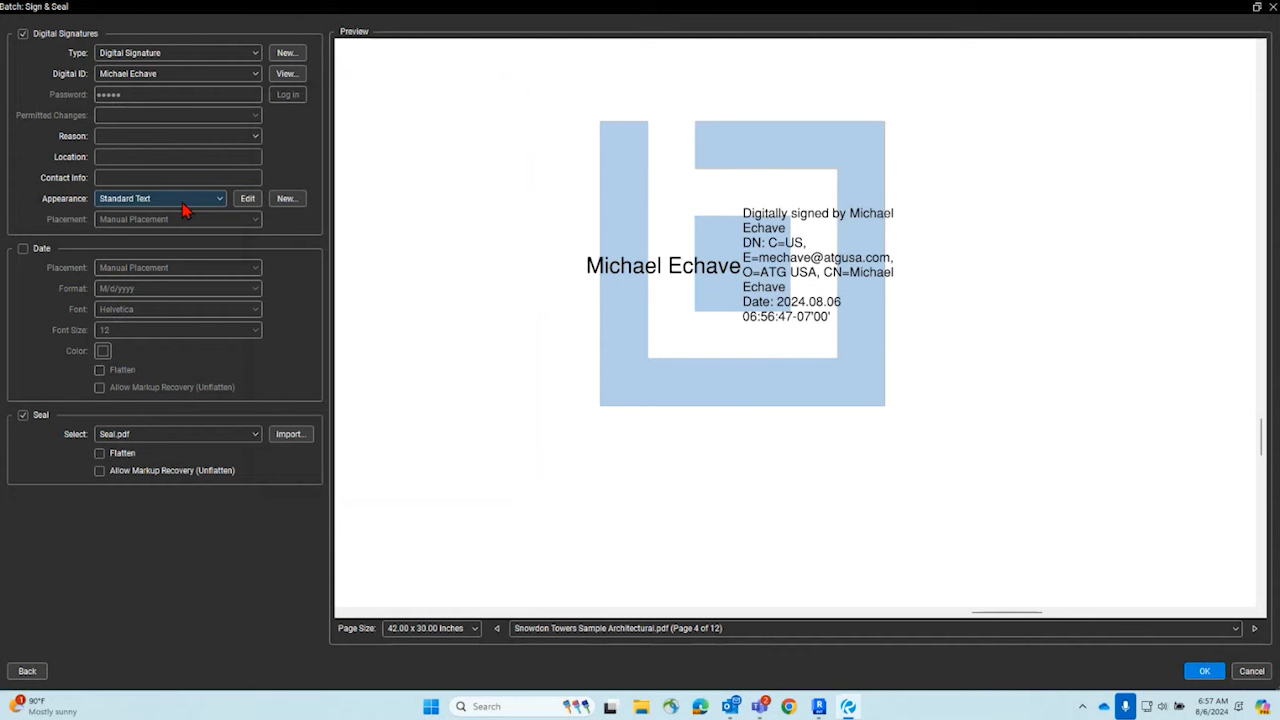 Batch: Sign & Seal
Digital Signatures
Type: Digital Signature New...
Digital ID: Michael Echave View...
Password: ••••• Log in
Permitted Changes:
Reason:
Location:
Contact Info:
Appearance: Standard Text Edit New...
Placement: Manual Placement
Date
Placement: Manual Placement
Format: M/d/yyyy
Font: Helvetica
Font Size: 12
Color:
Flatten
Allow Markup Recovery (Unflatten)
Seal
Select: Seal.pdf Import...
Flatten
Allow Markup Recovery (Unflatten)
Preview
Michael Echave
Digitally signed by Michael
Echave
DN: C=US,
E=mechave@atgusa.com,
O=ATG USA, CN=Michael
Echave
Date: 2024.08.06
06:56:47-07'00'
Page Size: 42.00 x 30.00 Inches Snowdon Towers Sample Architectural.pdf (Page 4 of 12)
Back OK Cancel
90°F
Mostly sunny
Search
6:57 AM
8/6/2024